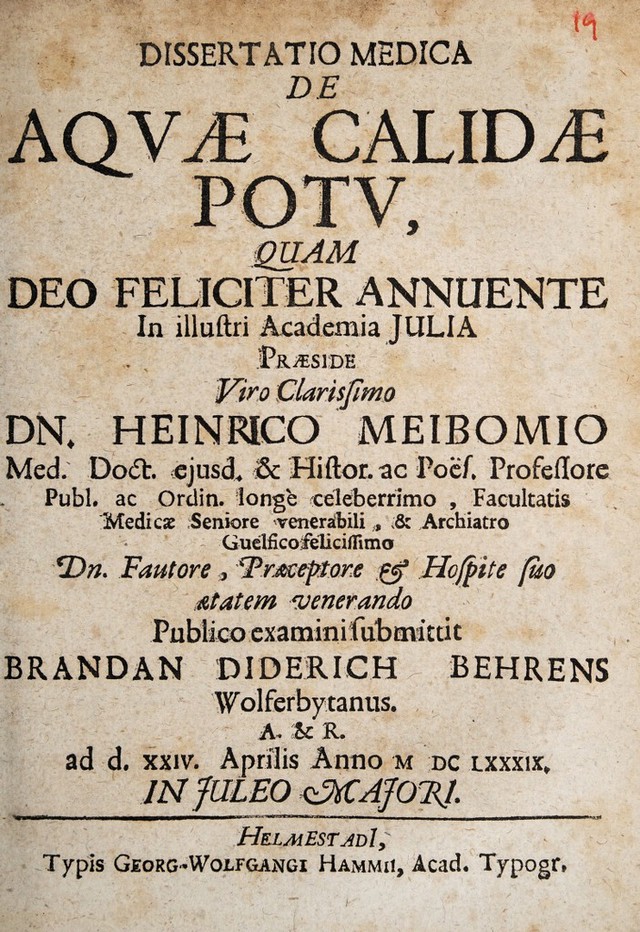 19
DISSERTATIO MEDICA
DE
AQVÆ CALIDÆ
POTV,
QUAM
DEO FELICITER ANNUENTE
In illuſtri Academia JULIA
PRÆSIDE
Viro Clariſſimo
DN. HEINRICO MEIBOMIO
Med. Doct. ejusd. & Hiſtor. ac Poëſ. Profeſſore
Publ. ac Ordin. longè celeberrimo, Facultatis
Medicæ Seniore venerabili, & Archiatro
Guelfico feliciſſimo
Dn. Fautore, Præceptore & Hoſpite ſuo
ætatem venerando
Publico examini ſubmittit
BRANDAN DIDERICH BEHRENS
Wolferbytanus.
A. & R.
ad d. XXIV. Aprilis Anno M DC LXXXIX.
IN JULEO MAJORI.
HELMESTADI,
Typis GEORG-WOLFGANGI HAMMII, Acad. Typogr.